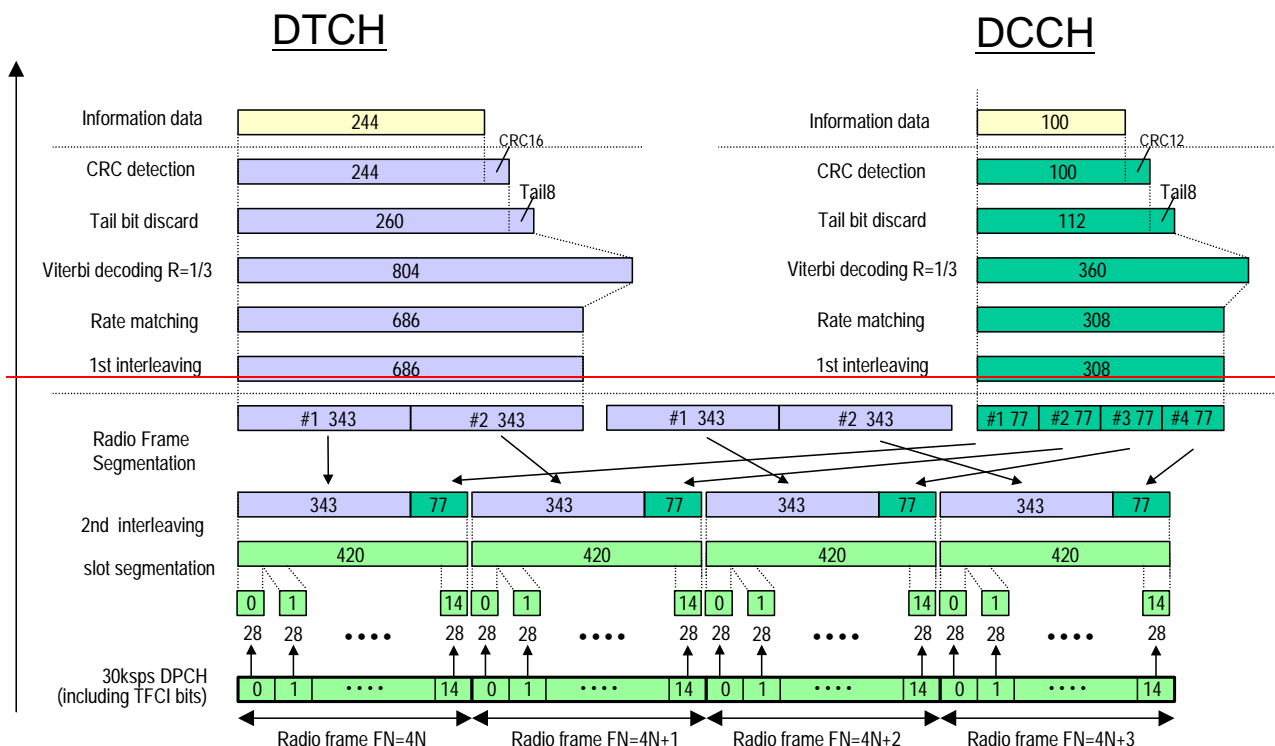 DTCH DCCH
Information data 244 Information data 100
CRC16 CRC12
CRC detection 244 CRC detection 100
Tail8 Tail8
Tail bit discard 260 Tail bit discard 112
Viterbi decoding R=1/3 804 Viterbi decoding R=1/3 360
Rate matching 686 Rate matching 308
1st interleaving 686 1st interleaving 308
#1 343 #2 343 #1 343 #2 343 #1 77 #2 77 #3 77 #4 77
Radio Frame
Segmentation
343 77 343 77 343 77 343 77
2nd interleaving
420 420 420 420
slot segmentation
0 1 14 0 1 14 0 1 14 0 1 14
28 28 •••• 28 28 28 •••• 28 28 28 •••• 28 28 28 •••• 28
30ksps DPCH
(including TFCI bits)
0 1 •••• 14 0 1 •••• 14 0 1 •••• 14 0 1 •••• 14
Radio frame FN=4N Radio frame FN=4N+1 Radio frame FN=4N+2 Radio frame FN=4N+3